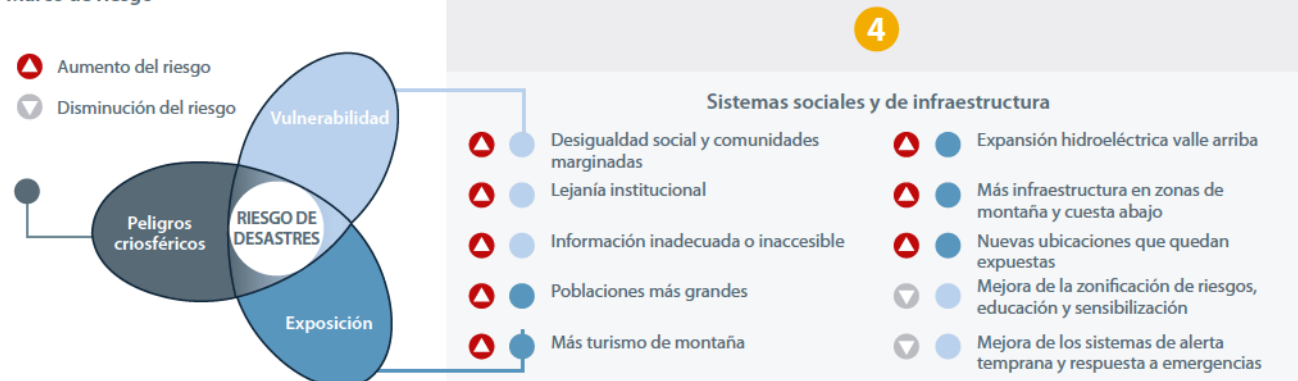 Aumento del riesgo
Disminución del riesgo
Vulnerabilidad
Peligros
criosféricos
RIESGO DE
DESASTRES
Exposición
4
Sistemas sociales y de infraestructura
Desigualdad social y comunidades
marginadas
Lejanía institucional
Información inadecuada o inaccesible
Poblaciones más grandes
Más turismo de montaña
Expansión hidroeléctrica valle arriba
Más infraestructura en zonas de
montaña y cuesta abajo
Nuevas ubicaciones que quedan
expuestas
Mejora de la zonificación de riesgos,
educación y sensibilización
Mejora de los sistemas de alerta
temprana y respuesta a emergencias